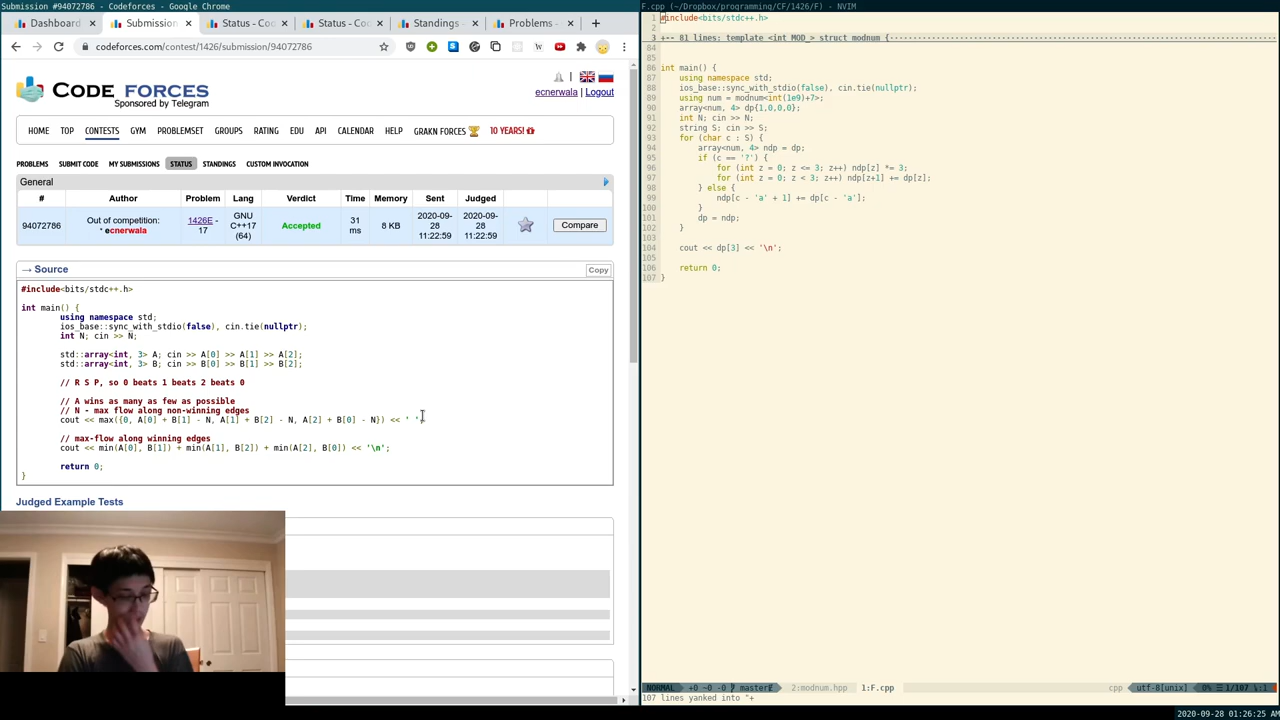 Submission #94072786 - Codeforces - Google Chrome
Dashboard
Submission
Status - Co
Status - Co
Standings -
Problems -
codeforces.com/contest/1426/submission/94072786
CODE FORCES
Sponsored by Telegram
ecnerwala | Logout
HOME TOP CONTESTS GYM PROBLEMSET GROUPS RATING EDU API CALENDAR HELP GRAKN FORCES 10 YEARS!
PROBLEMS SUBMIT CODE MY SUBMISSIONS STATUS STANDINGS CUSTOM INVOCATION
General
# Author Problem Lang Verdict Time Memory Sent Judged
94072786 Out of competition: * ecnerwala 1426E - 17 GNU C++17 (64) Accepted 31 ms 8 KB 2020-09-28 11:22:59 2020-09-28 11:22:59 Compare
→ Source
Copy
#include<bits/stdc++.h>
int main() {
using namespace std;
ios_base::sync_with_stdio(false), cin.tie(nullptr);
int N; cin >> N;
std::array<int, 3> A; cin >> A[0] >> A[1] >> A[2];
std::array<int, 3> B; cin >> B[0] >> B[1] >> B[2];
// R S P, so 0 beats 1 beats 2 beats 0
// A wins as many as few as possible
// N - max flow along non-winning edges
cout << max({0, A[0] + B[1] - N, A[1] + B[2] - N, A[2] + B[0] - N}) << ' ';
// max-flow along winning edges
cout << min(A[0], B[1]) + min(A[1], B[2]) + min(A[2], B[0]) << '\n';
return 0;
}
Judged Example Tests
F.cpp (~/Dropbox/programming/CF/1426/F) - NVIM
1 #include<bits/stdc++.h>
2
3 +-- 81 lines: template <int MOD_> struct modnum {
84
85
86 int main() {
87 using namespace std;
88 ios_base::sync_with_stdio(false), cin.tie(nullptr);
89 using num = modnum<int(1e9)+7>;
90 array<num, 4> dp{1,0,0,0};
91 int N; cin >> N;
92 string S; cin >> S;
93 for (char c : S) {
94 array<num, 4> ndp = dp;
95 if (c == '?') {
96 for (int z = 0; z <= 3; z++) ndp[z] *= 3;
97 for (int z = 0; z < 3; z++) ndp[z+1] += dp[z];
98 } else {
99 ndp[c - 'a' + 1] += dp[c - 'a'];
100 }
101 dp = ndp;
102 }
103
104 cout << dp[3] << '\n';
105
106 return 0;
107 }
NORMAL +0 ~0 -0 master 2:modnum.hpp 1:F.cpp cpp utf-8[unix] 0% 1/107 :1
107 lines yanked into "+
2020-09-28 01:26:25 AM